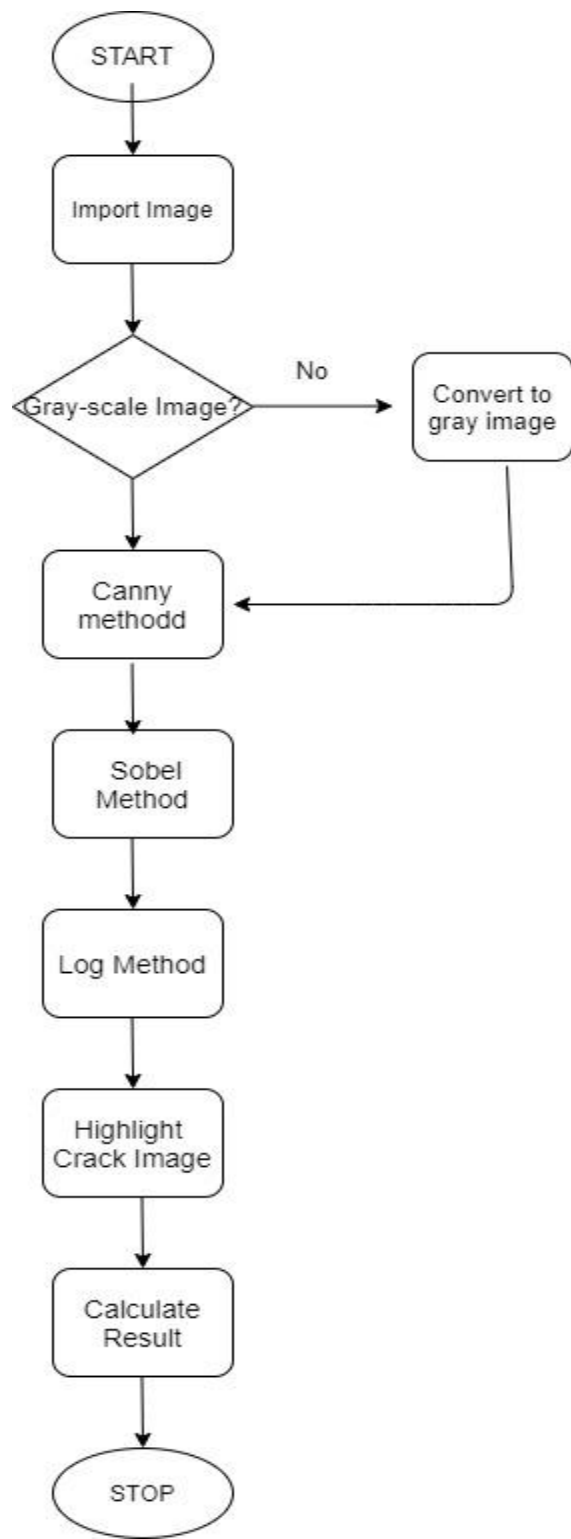 START
Import Image
Gray-scale Image?
No
Convert to
gray image
Canny
methodd
Sobel
Method
Log Method
Highlight
Crack Image
Calculate
Result
STOP